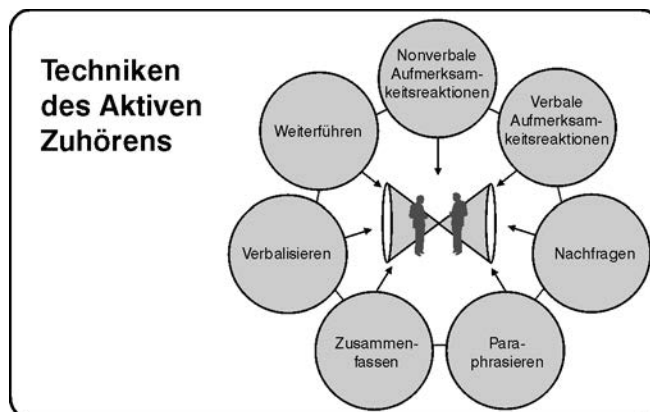 Techniken
des Aktiven
Zuhörens
Nonverbale
Aufmerksam-
keitsreaktionen
Verbale
Aufmerksam-
keitsreaktionen
Nachfragen
Para-
phrasieren
Zusammen-
fassen
Verbalisieren
Weiterführen